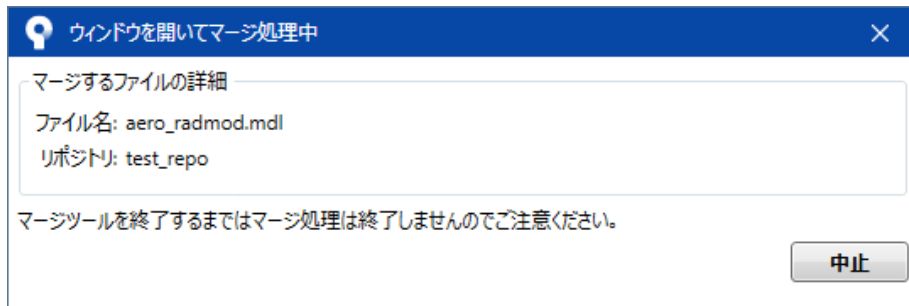 ウィンドウを開いてマージ処理中
マージするファイルの詳細
ファイル名: aero_radmod.mdl
リポジトリ: test_repo
マージツールを終了するまではマージ処理は終了しませんのでご注意ください。
中止